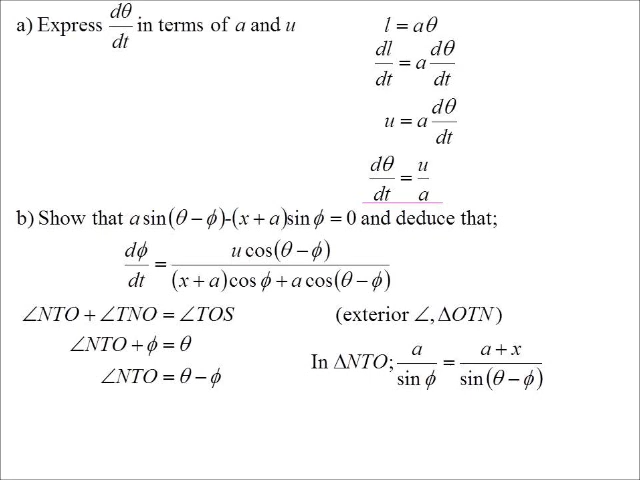 a) Express dθ/dt in terms of a and u
l = aθ
dl/dt = a dθ/dt
u = a dθ/dt
dθ/dt = u/a
b) Show that a sin(θ − ϕ)-(x + a)sin ϕ = 0 and deduce that;
dϕ/dt = u cos(θ − ϕ)/((x + a)cos ϕ + a cos(θ − ϕ))
∠NTO + ∠TNO = ∠TOS (exterior ∠, ΔOTN)
∠NTO + ϕ = θ
∠NTO = θ − ϕ
In ΔNTO; a/sin ϕ = (a + x)/sin(θ − ϕ)